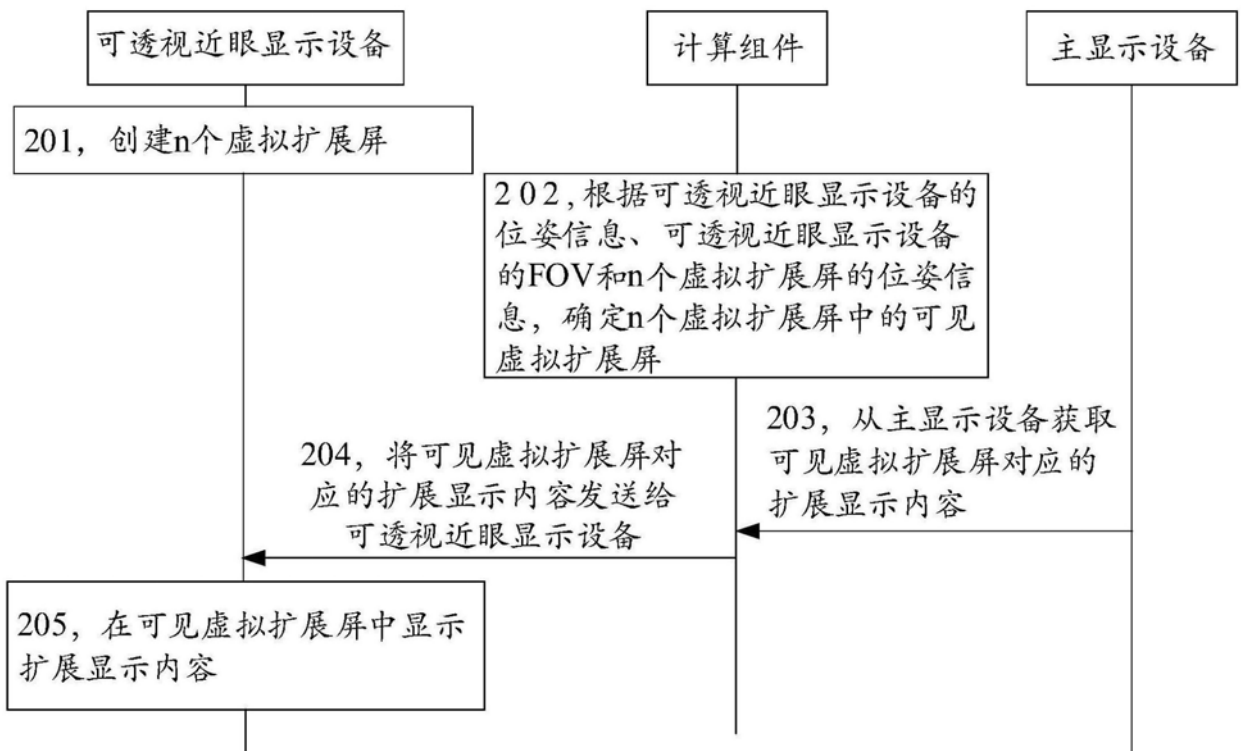 可透视近眼显示设备
计算组件
主显示设备
201，创建n个虚拟扩展屏
202,根据可透视近眼显示设备的
位姿信息、可透视近眼显示设备
的FOV和n个虚拟扩展屏的位姿信
息，确定n个虚拟扩展屏中的可见
虚拟扩展屏
203，从主显示设备获取
可见虚拟扩展屏对应的
扩展显示内容
204，将可见虚拟扩展屏对
应的扩展显示内容发送给
可透视近眼显示设备
205，在可见虚拟扩展屏中显示
扩展显示内容